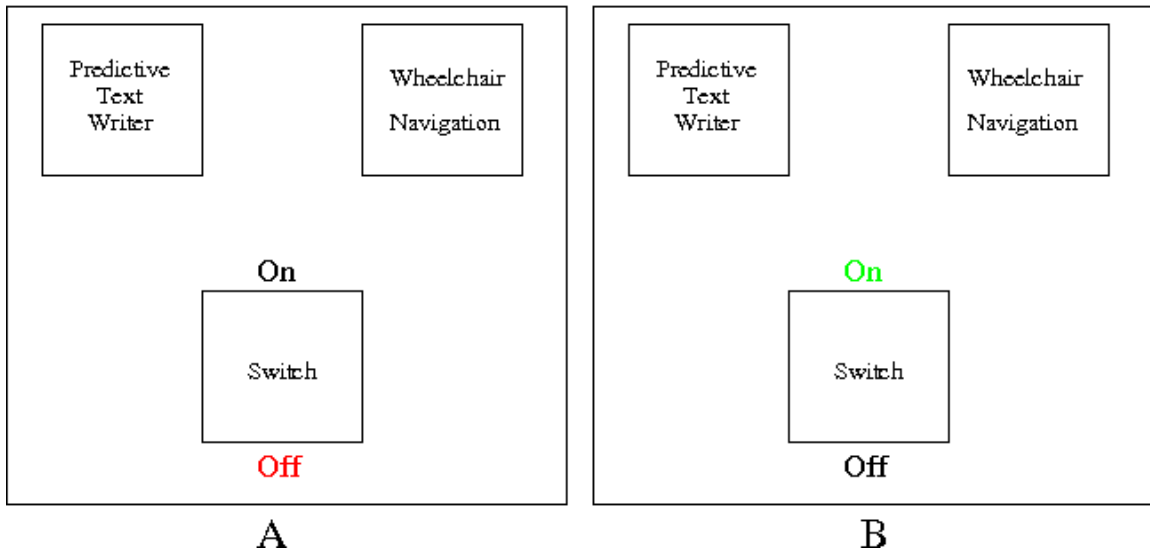 Predictive
Text
Writer
Wheelchair
Navigation
On
Switch
Off
A
Predictive
Text
Writer
Wheelchair
Navigation
On
Switch
Off
B